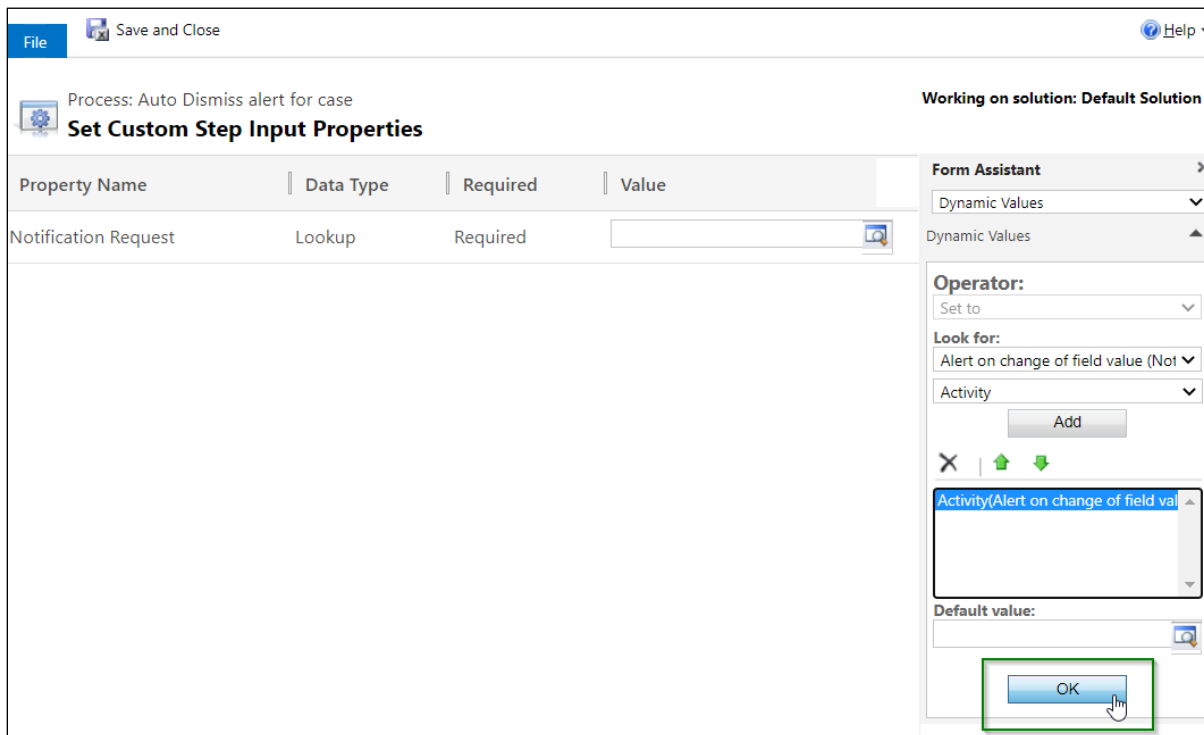 File
Save and Close
Help
Process: Auto Dismiss alert for case
Set Custom Step Input Properties
Working on solution: Default Solution
Property Name Data Type Required Value
Notification Request Lookup Required
Form Assistant
Dynamic Values
Dynamic Values
Operator:
Set to
Look for:
Alert on change of field value (Not
Activity
Add
Activity(Alert on change of field val
Default value:
OK